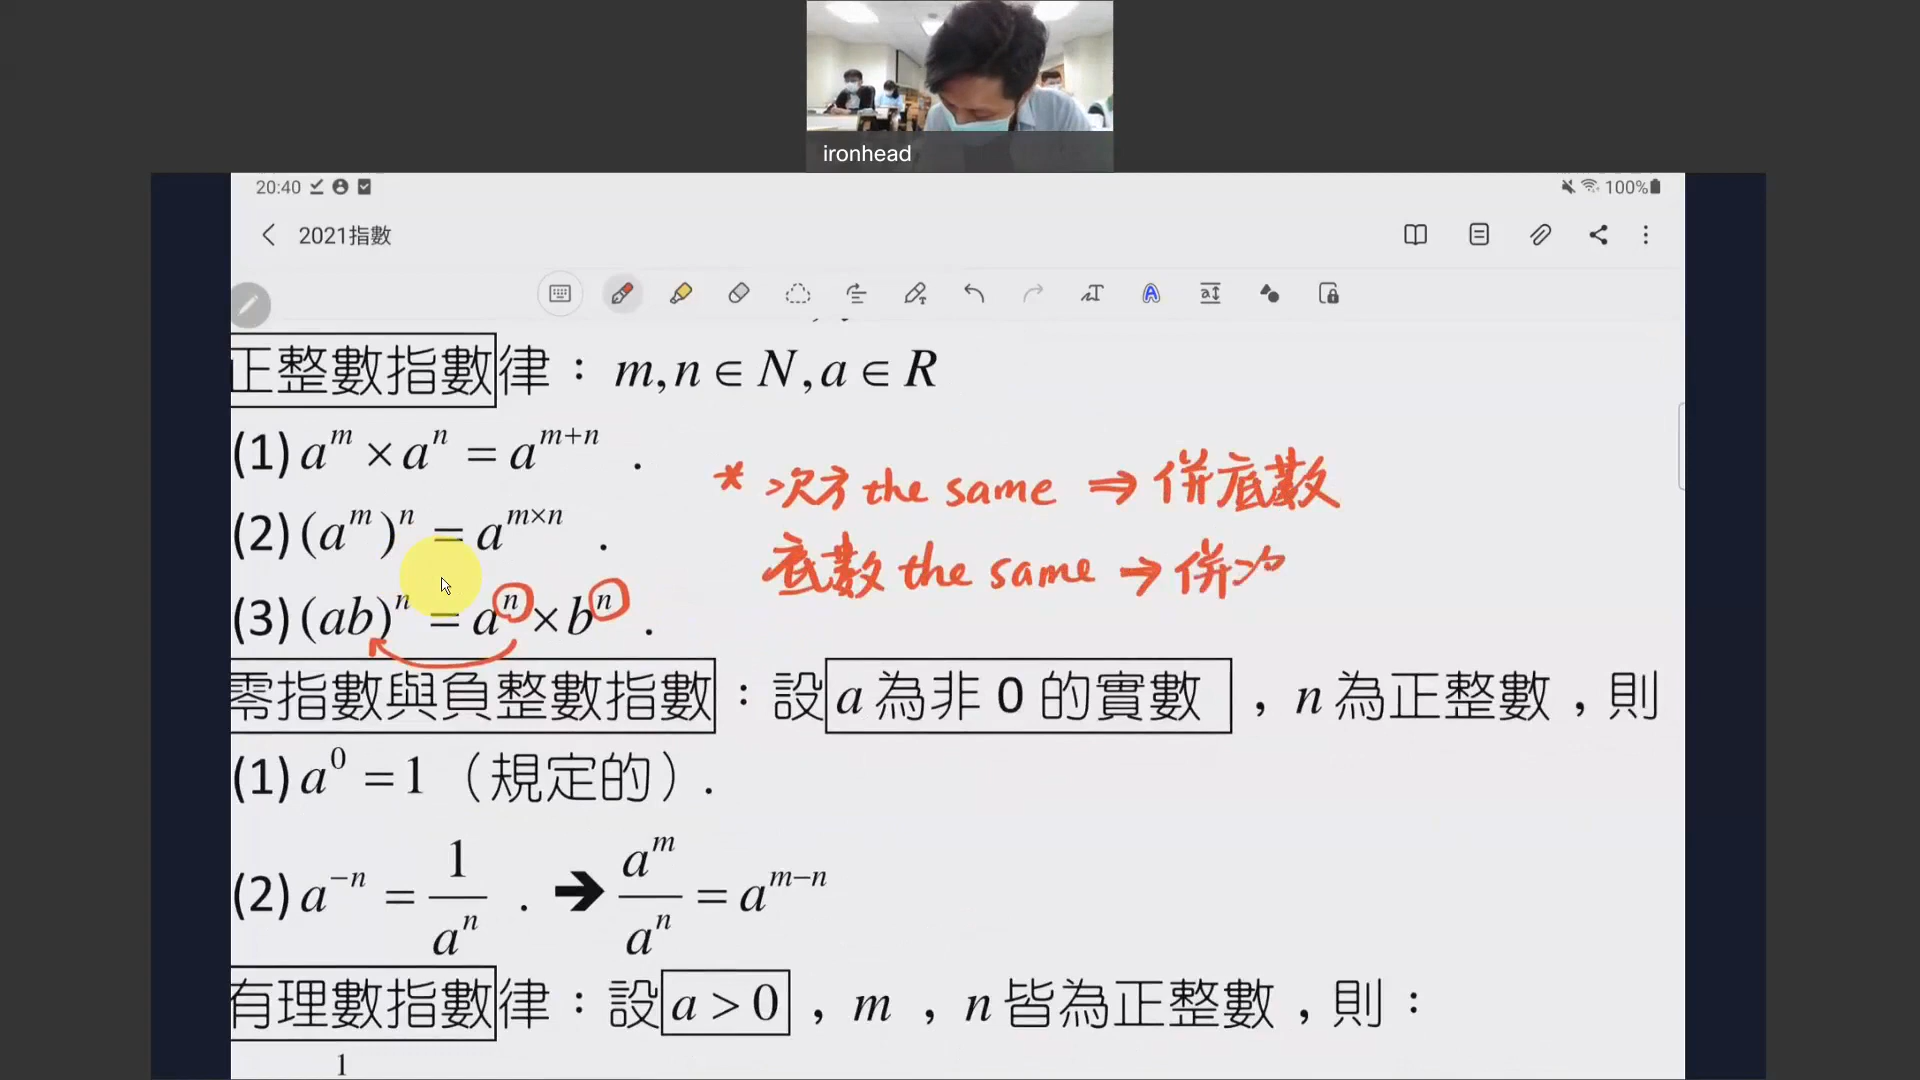 ironhead
20:40
100%
2021指數
正整數指數律：m,n ∈ N,a ∈ R
(1) a^m × a^n = a^{m+n} .
* 次方 the same ⇒ 併底數
(2) (a^m)^n = a^{m×n} .
底數 the same → 併次
(3) (ab)^n = a^n × b^n .
零指數與負整數指數：設 a 為非 0 的實數，n 為正整數，則
(1) a^0 = 1（規定的）.
(2) a^{-n} = 1/a^n . ➔ a^m/a^n = a^{m-n}
有理數指數律：設 a > 0，m，n 皆為正整數，則：
1